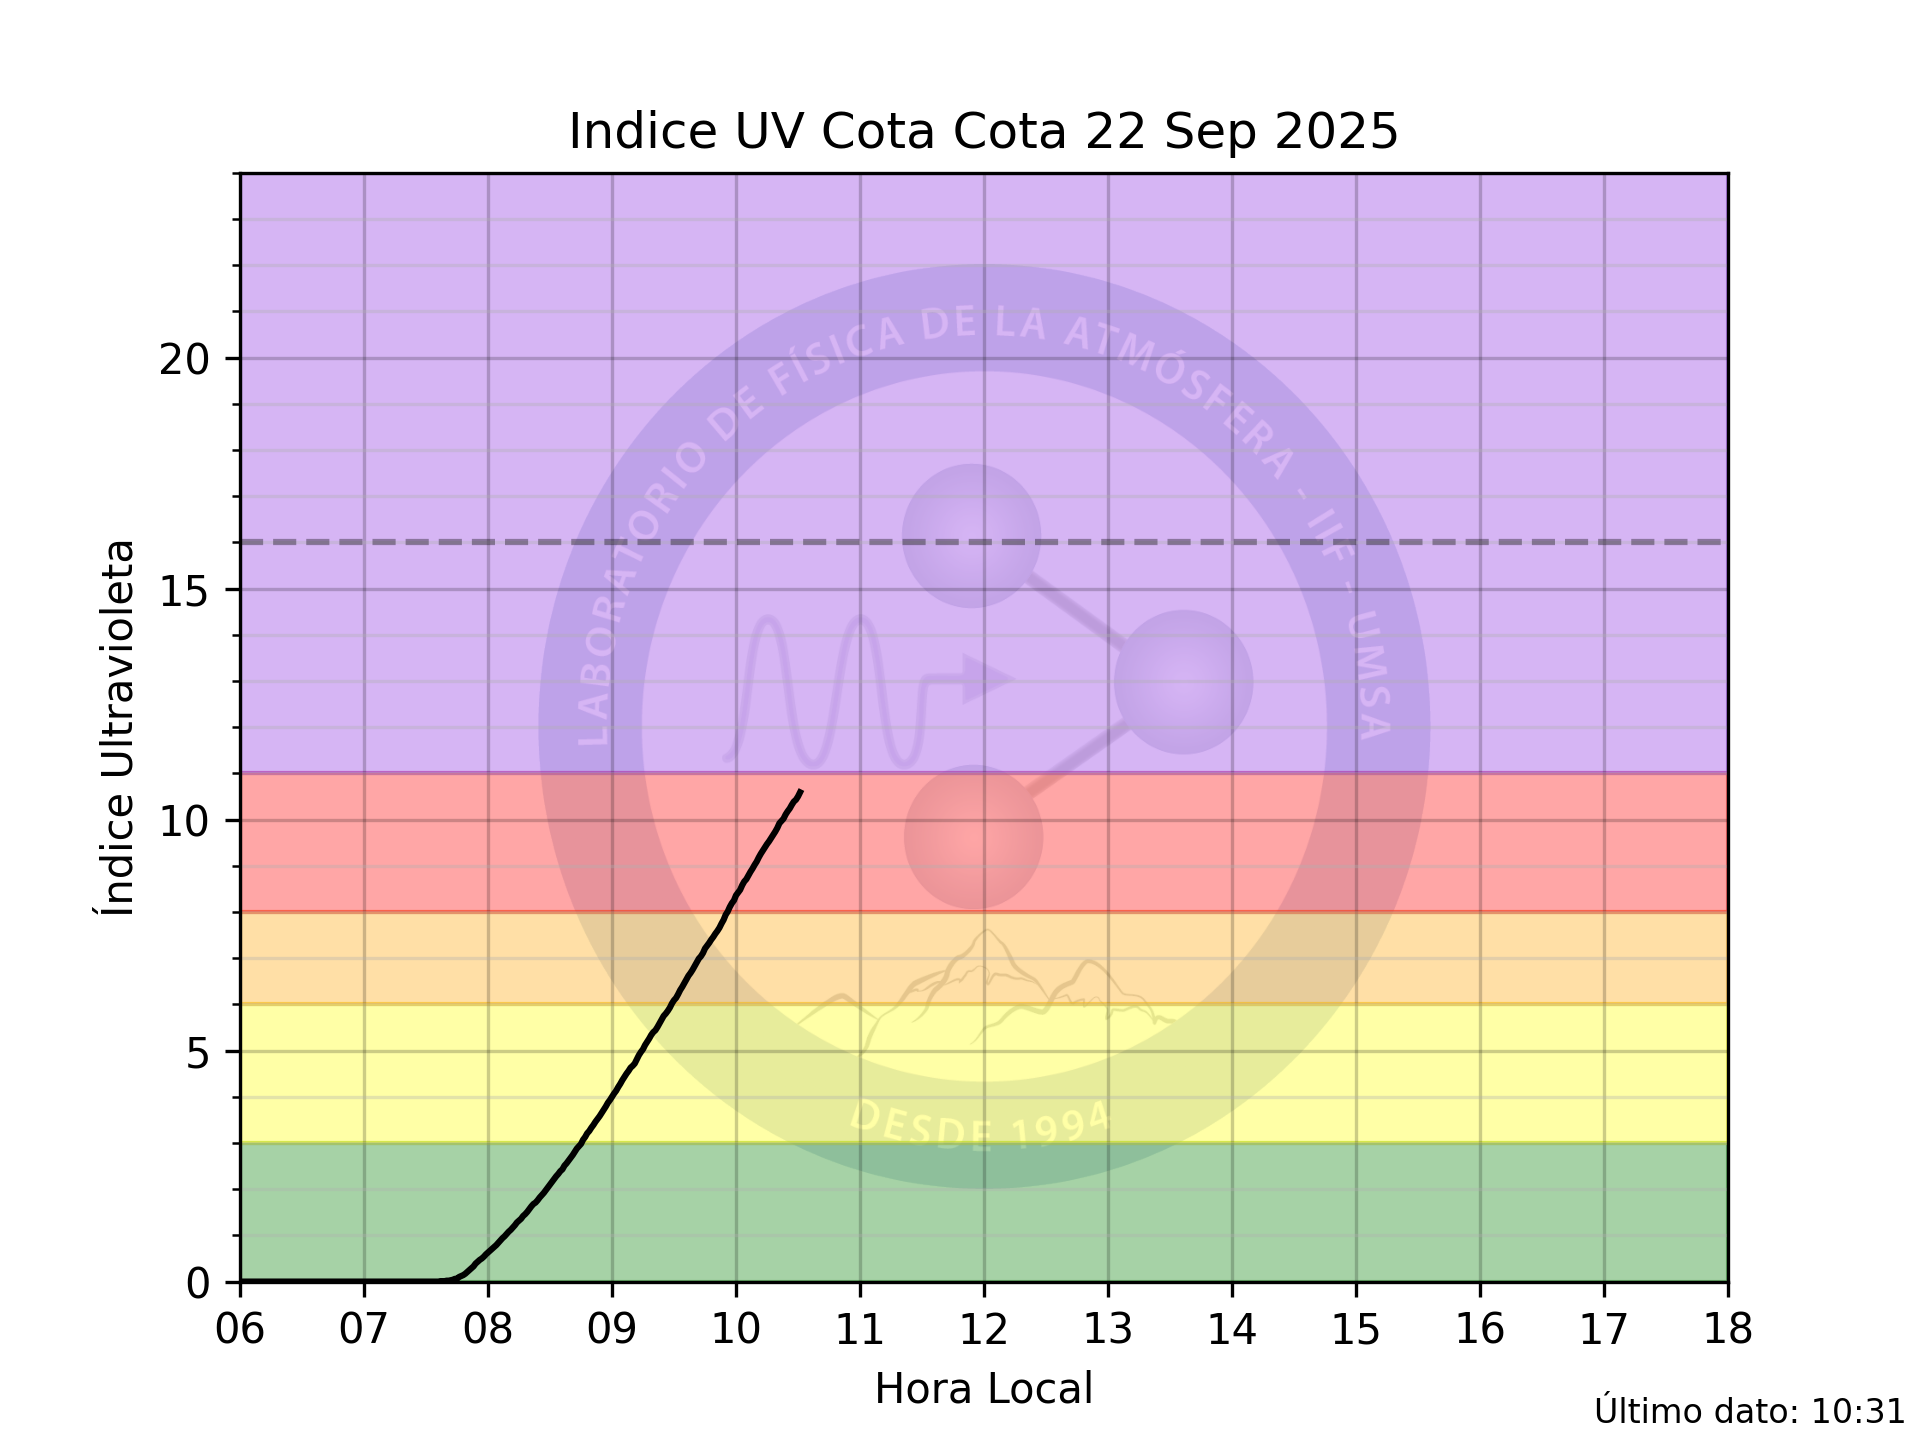 Indice UV Cota Cota 22 Sep 2025
Índice Ultravioleta
20
15
10
5
0
LABORATORIO DE FÍSICA DE LA ATMÓSFERA - IIF - UMSA
DESDE 1994
06 07 08 09 10 11 12 13 14 15 16 17 18
Hora Local
Último dato: 10:31